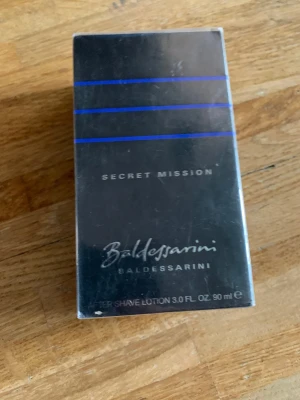 SECRET MISSION
Baldessarini
BALDESSARINI
AFTER SHAVE LOTION 3.0 FL. OZ. 90 ml e